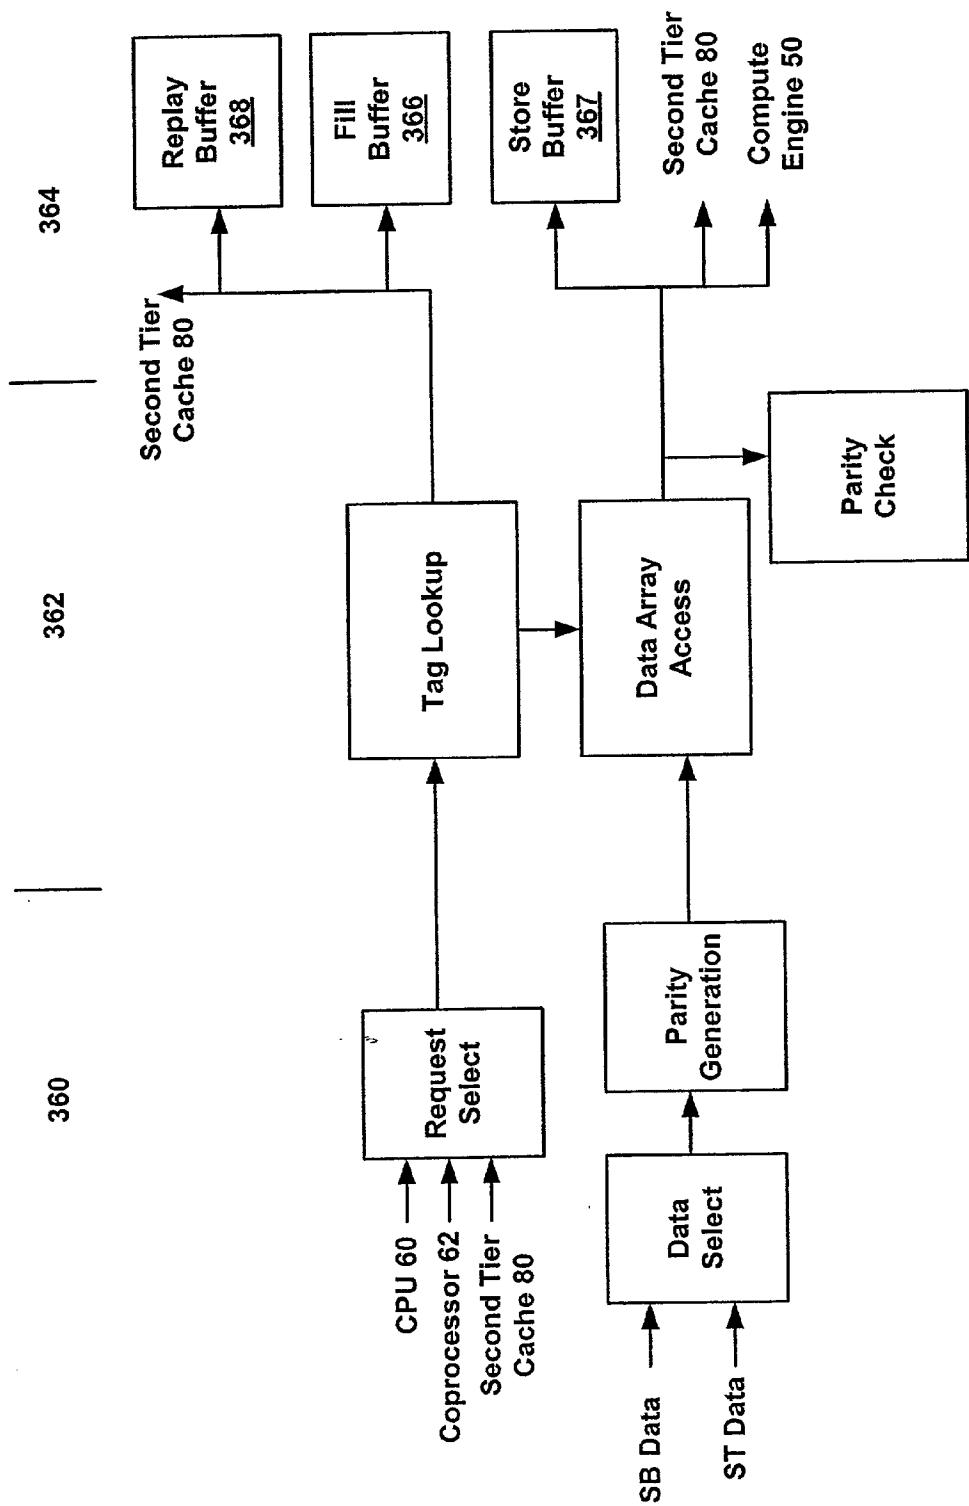 360
362
364
CPU 60
Coprocessor 62
Second Tier
Cache 80
Request
Select
Tag Lookup
Second Tier
Cache 80
Replay
Buffer
368
Fill
Buffer
366
SB Data
ST Data
Data
Select
Parity
Generation
Data Array
Access
Parity
Check
Store
Buffer
367
Second Tier
Cache 80
Compute
Engine 50